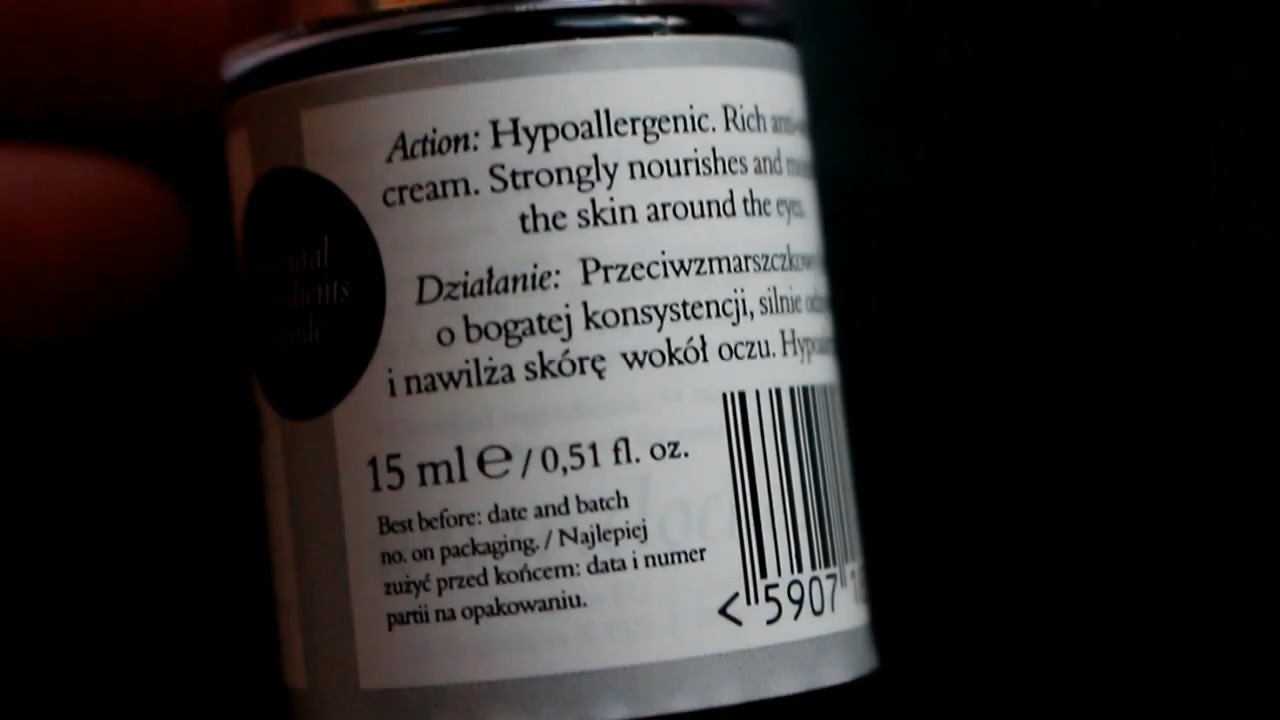 Action: Hypoallergenic. Rich
cream. Strongly nourishes and
the skin around the eyes.
Działanie: Przeciwzmarszczkow
o bogatej konsystencji, silnie
i nawilża skórę wokół oczu.
15 ml ℮ / 0,51 fl. oz.
Best before: date and batch
no. on packaging. / Najlepiej
zużyć przed końcem: data i numer
partii na opakowaniu.
< 5907